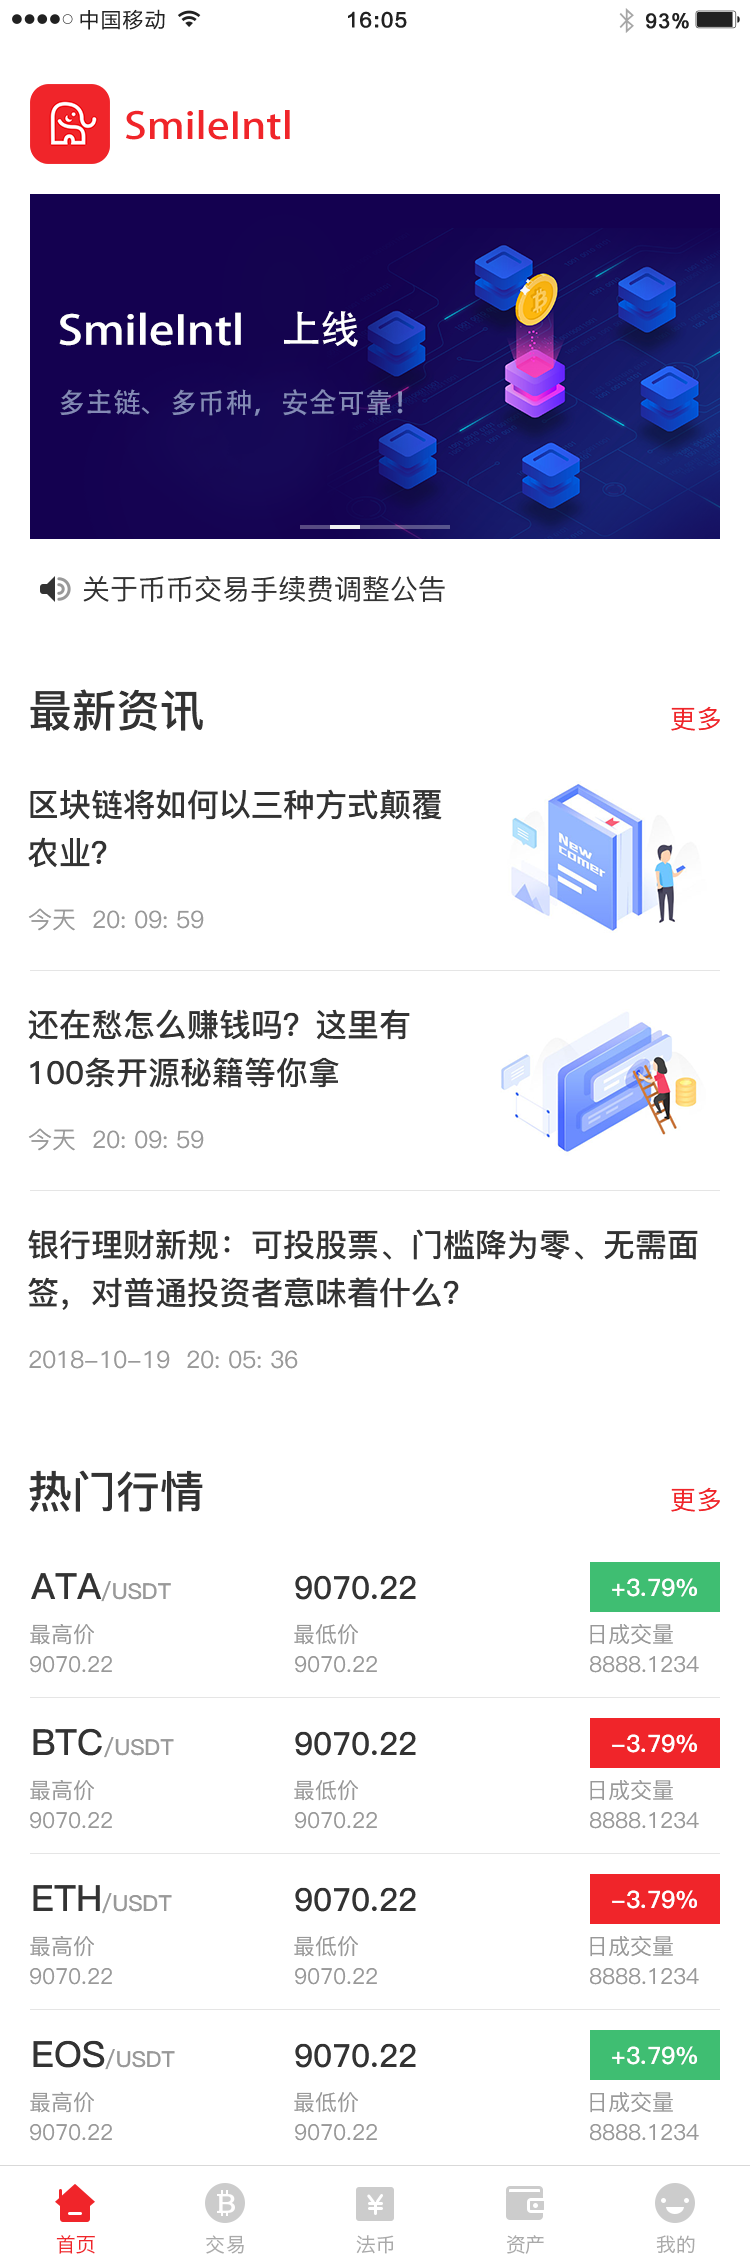 中国移动 16:05 93%
SmileIntl
SmileIntl 上线
多主链、多币种，安全可靠！
关于币币交易手续费调整公告
最新资讯 更多
区块链将如何以三种方式颠覆
农业？
New
comer
今天 20: 09: 59
还在愁怎么赚钱吗？这里有
100条开源秘籍等你拿
今天 20: 09: 59
银行理财新规：可投股票、门槛降为零、无需面
签，对普通投资者意味着什么？
2018-10-19 20: 05: 36
热门行情 更多
ATA/USDT 9070.22 +3.79%
最高价 最低价 日成交量
9070.22 9070.22 8888.1234
BTC/USDT 9070.22 -3.79%
最高价 最低价 日成交量
9070.22 9070.22 8888.1234
ETH/USDT 9070.22 -3.79%
最高价 最低价 日成交量
9070.22 9070.22 8888.1234
EOS/USDT 9070.22 +3.79%
最高价 最低价 日成交量
9070.22 9070.22 8888.1234
首页 交易 法币 资产 我的